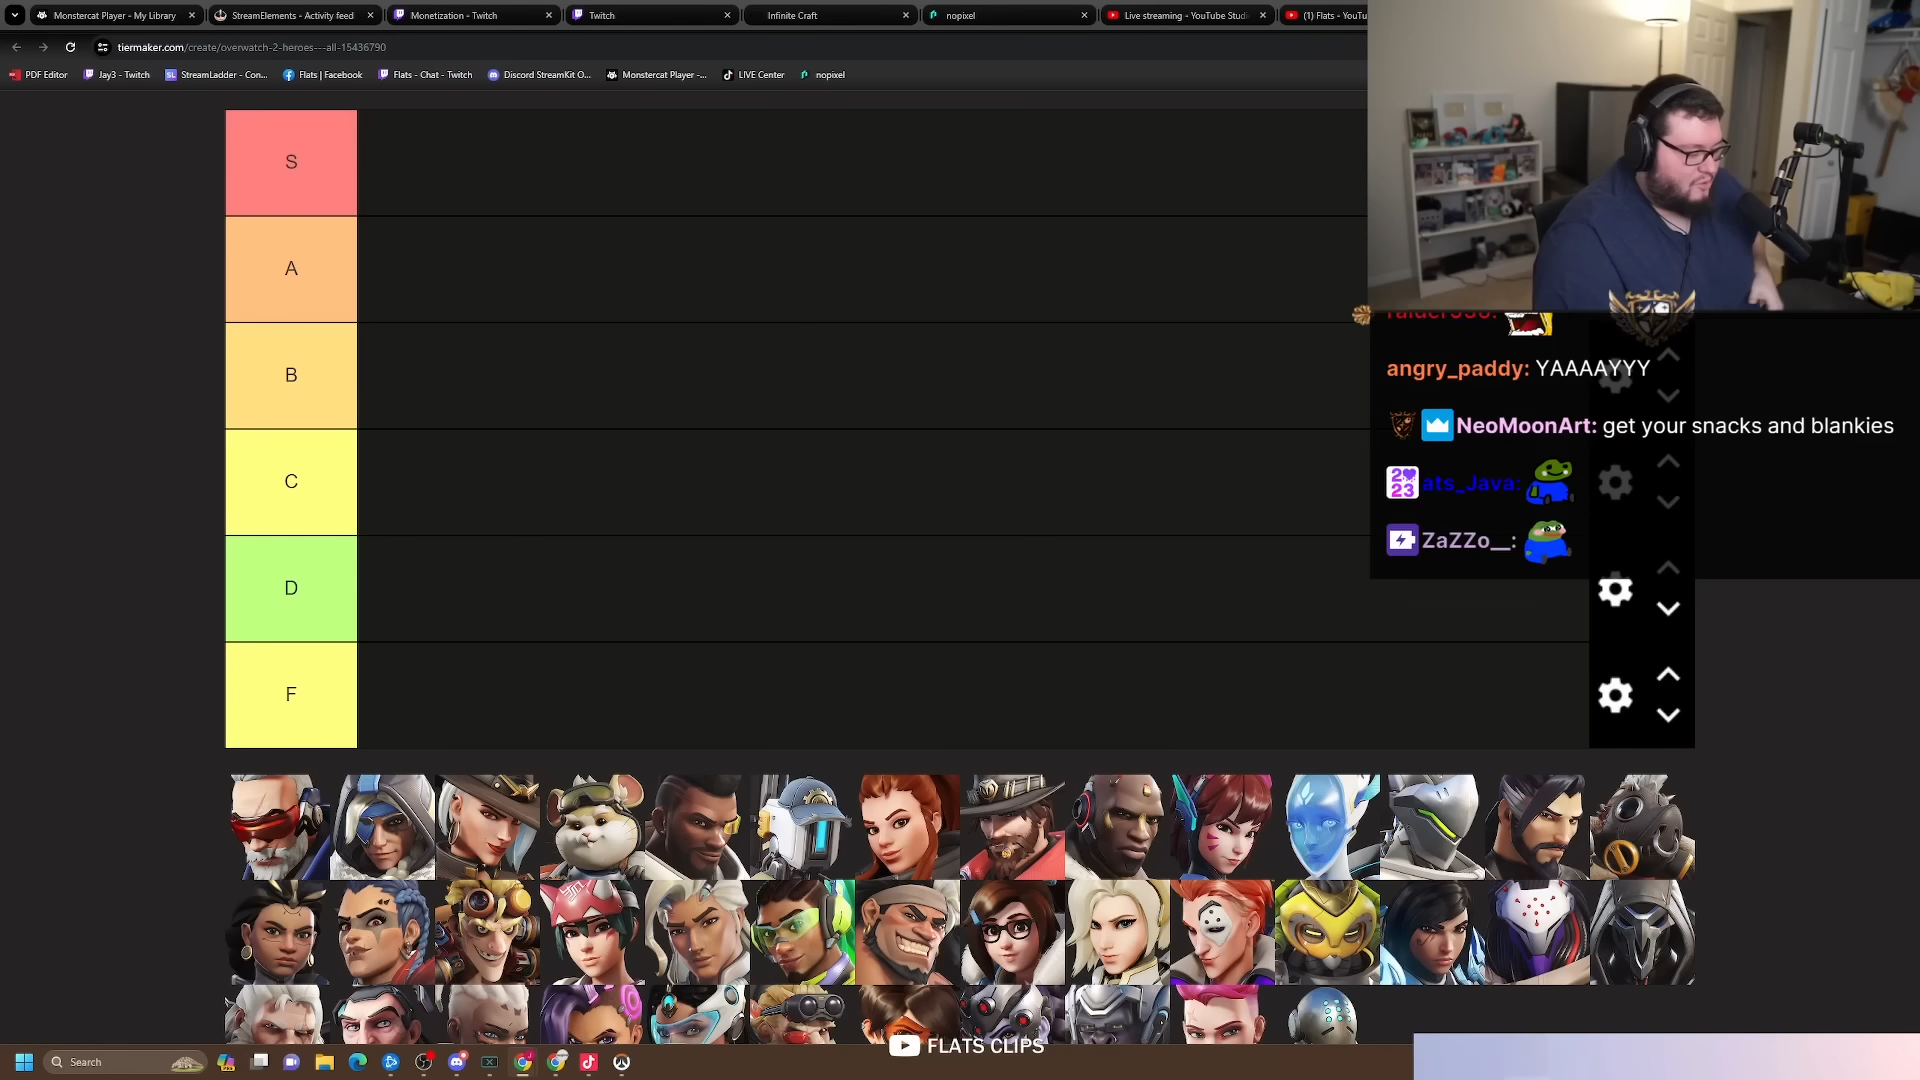 Monstercat Player - My Library
StreamElements - Activity feed
Monetization - Twitch
Twitch
Infinite Craft
nopixel
Live streaming - YouTube Studi
(1) Flats - YouTu
tiermaker.com/create/overwatch-2-heroes---all-15436790
PDF Editor
Jay3 - Twitch
StreamLadder - Con...
Flats | Facebook
Flats - Chat - Twitch
Discord StreamKit O...
Monstercat Player -...
LIVE Center
nopixel
S
A
B
C
D
F
angry_paddy: YAAAAYYY
NeoMoonArt: get your snacks and blankies
ats_Java:
ZaZZo__:
FLATS CLIPS
Search